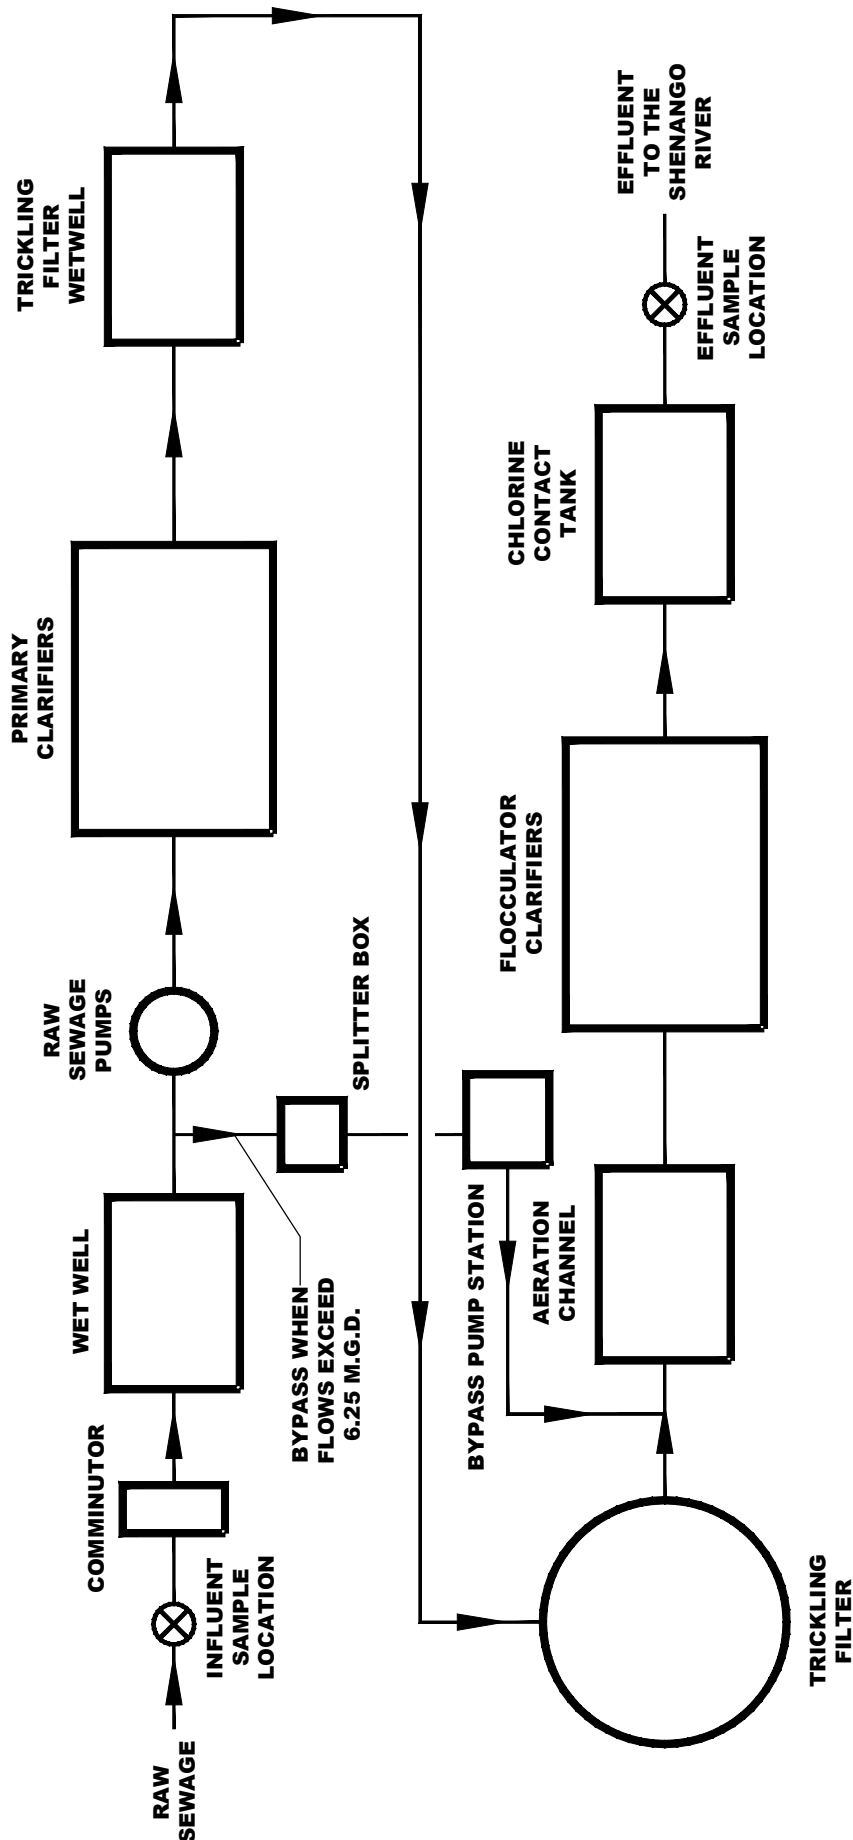 RAW
SEWAGE
INFLUENT
SAMPLE
LOCATION
COMMINUTOR
WET WELL
BYPASS WHEN
FLOWS EXCEED
6.25 M.G.D.
RAW
SEWAGE
PUMPS
SPLITTER BOX
PRIMARY
CLARIFIERS
TRICKLING
FILTER
WETWELL
BYPASS PUMP STATION
TRICKLING
FILTER
AERATION
CHANNEL
FLOCCULATOR
CLARIFIERS
CHLORINE
CONTACT
TANK
EFFLUENT
SAMPLE
LOCATION
EFFLUENT
TO THE
SHENANGO
RIVER